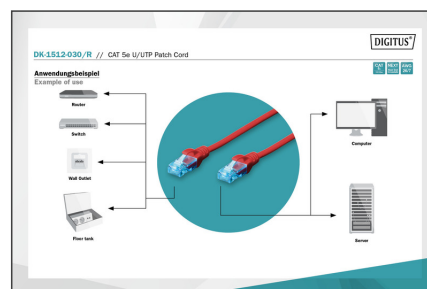 DIGITUS®
DK-1512-030/R // CAT 5e U/UTP Patch Cord
Anwendungsbeispiel
Example of use
Router
Switch
Wall Outlet
Floor tank
Computer
Server